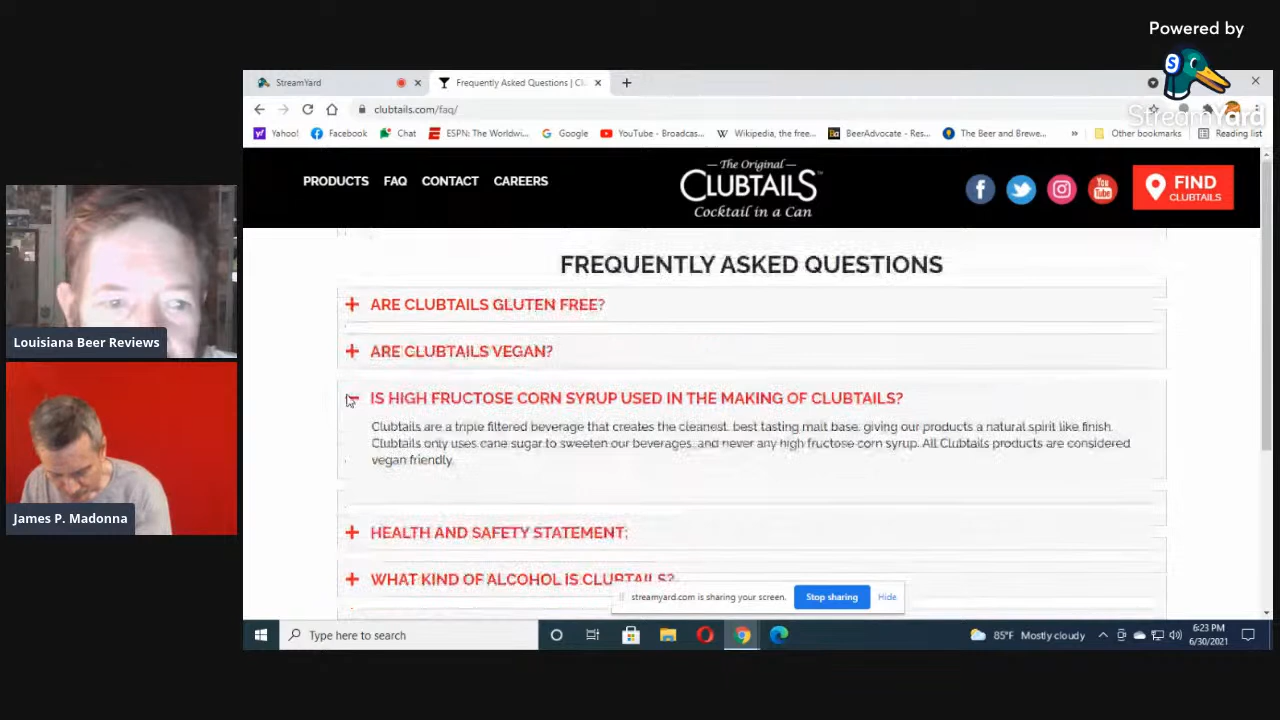 Powered by
StreamYard
StreamYard
Frequently Asked Questions | Cl
clubtails.com/faq/
Yahoo!
Facebook
Chat
ESPN: The Worldwi...
Google
YouTube - Broadcas...
Wikipedia, the free...
BeerAdvocate - Res...
The Beer and Brewe...
Other bookmarks
Reading list
PRODUCTS FAQ CONTACT CAREERS
The Original
CLUBTAILS
Cocktail in a Can
FIND
CLUBTAILS
FREQUENTLY ASKED QUESTIONS
ARE CLUBTAILS GLUTEN FREE?
ARE CLUBTAILS VEGAN?
IS HIGH FRUCTOSE CORN SYRUP USED IN THE MAKING OF CLUBTAILS?
Clubtails are a triple filtered beverage that creates the cleanest, best tasting malt base, giving our products a natural spirit like finish.
Clubtails only uses cane sugar to sweeten our beverages, and never any high fructose corn syrup. All Clubtails products are considered
vegan friendly.
HEALTH AND SAFETY STATEMENT:
WHAT KIND OF ALCOHOL IS CLUBTAILS?
streamyard.com is sharing your screen.
Stop sharing
Hide
Type here to search
85°F Mostly cloudy
6:23 PM
6/30/2021
Louisiana Beer Reviews
James P. Madonna